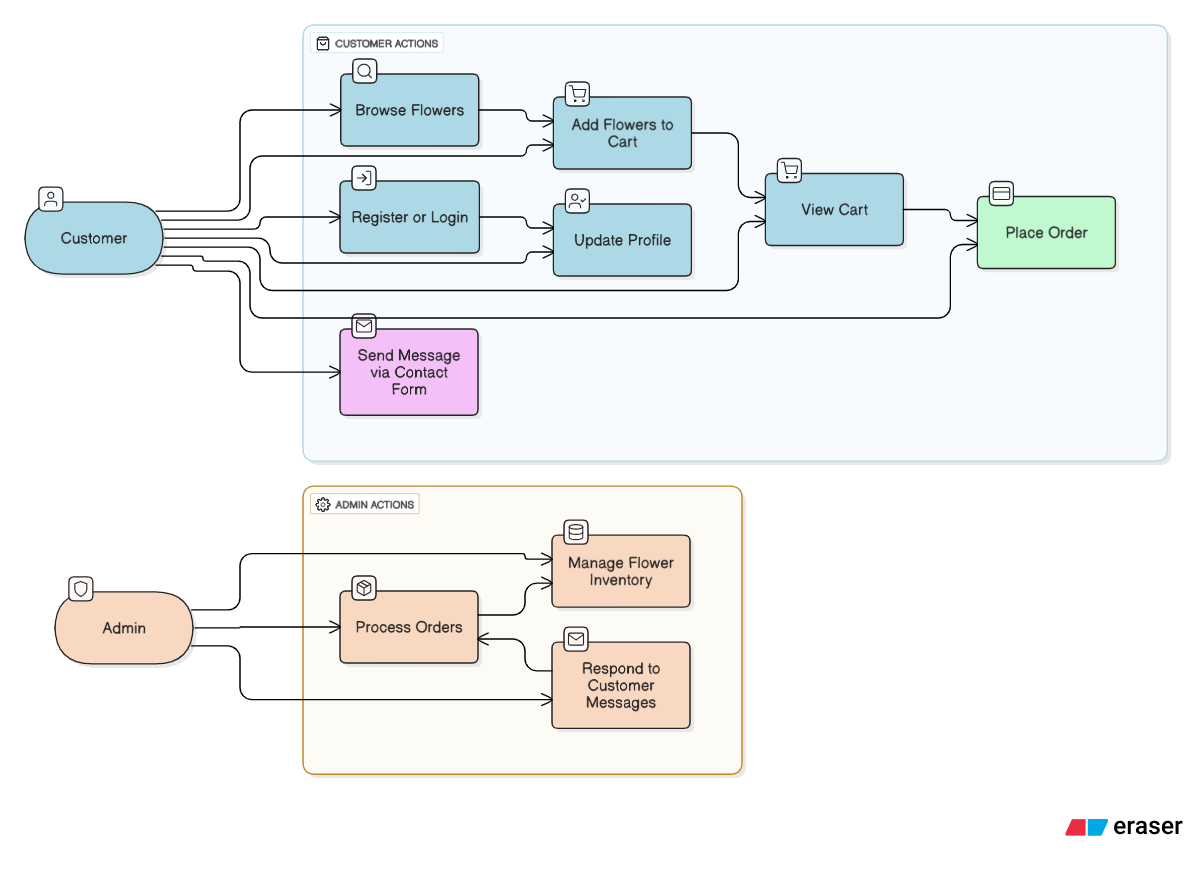 CUSTOMER ACTIONS
Browse Flowers
Add Flowers to
Cart
Register or Login
View Cart
Customer
Update Profile
Place Order
Send Message
via Contact
Form
ADMIN ACTIONS
Manage Flower
Inventory
Admin
Process Orders
Respond to
Customer
Messages
eraser